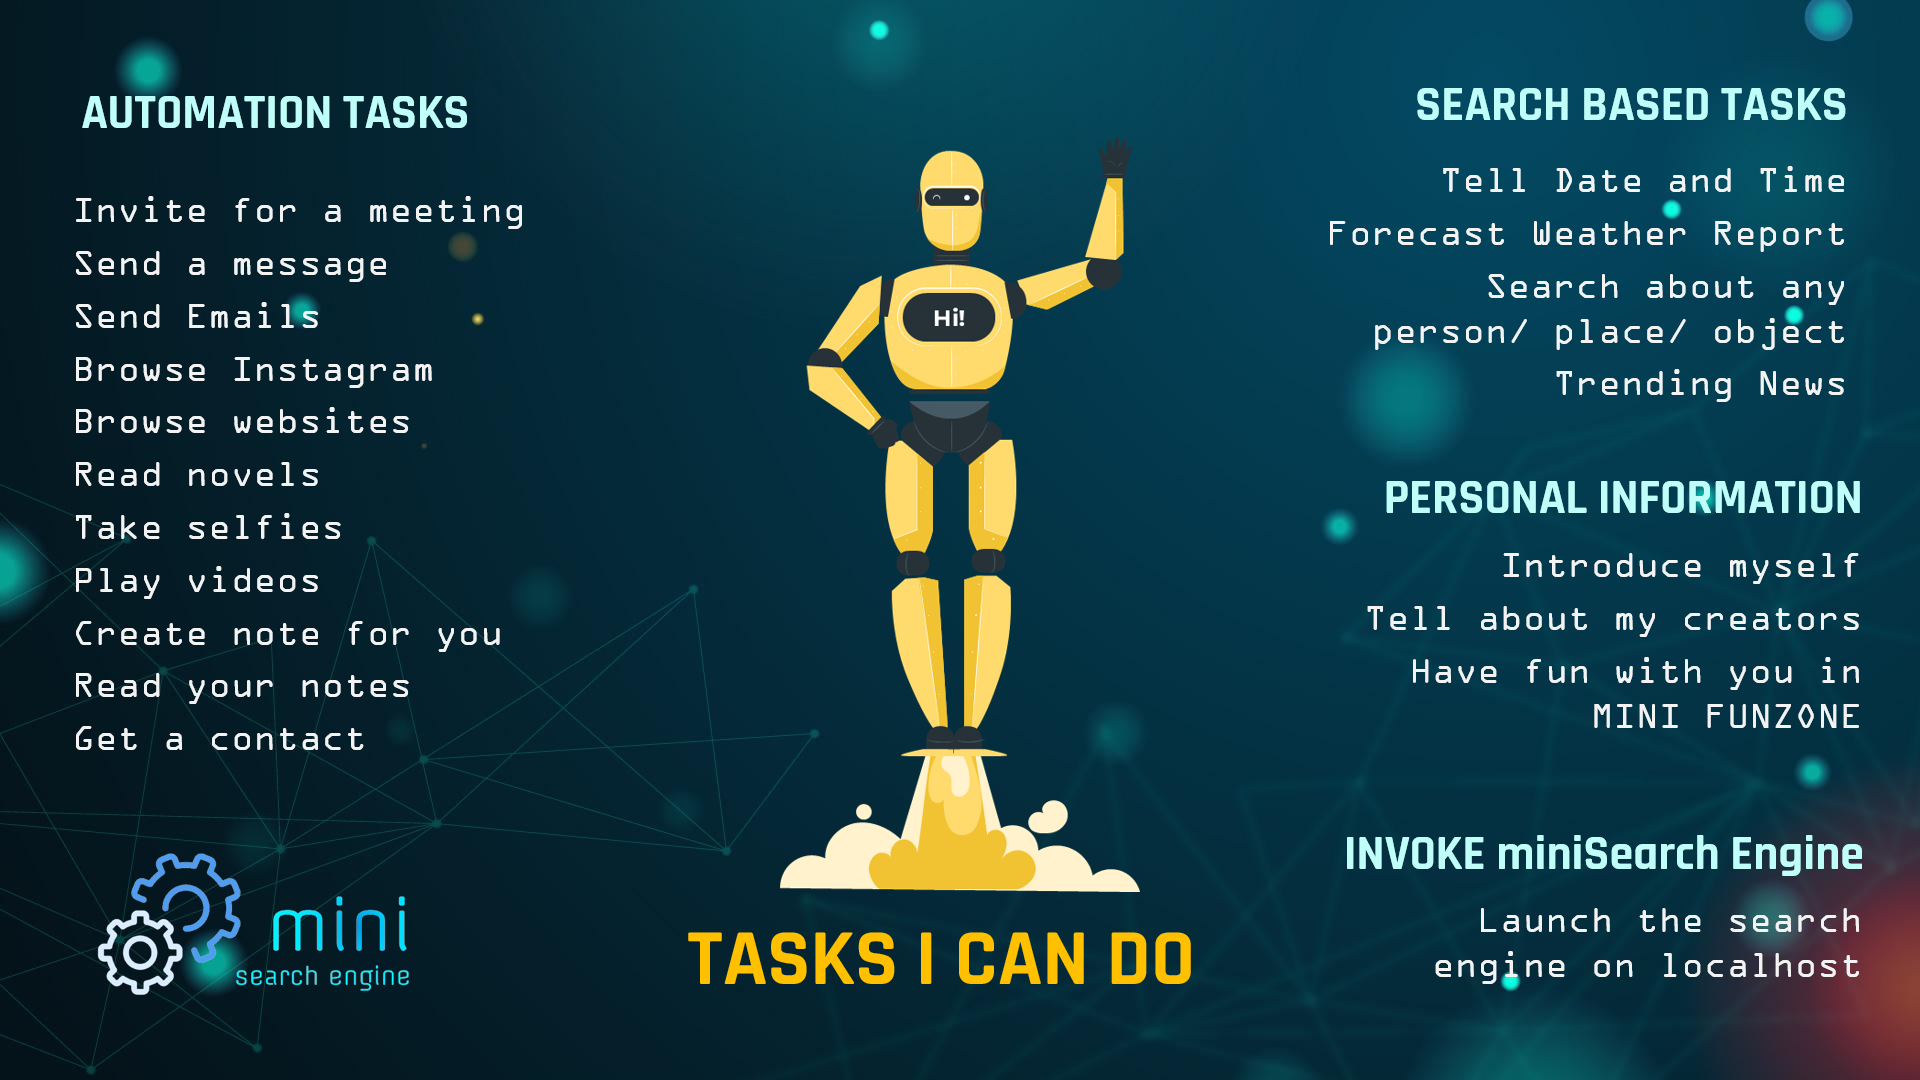 AUTOMATION TASKS
Invite for a meeting
Send a message
Send Emails
Browse Instagram
Browse websites
Read novels
Take selfies
Play videos
Create note for you
Read your notes
Get a contact
mini
search engine
Hi!
TASKS I CAN DO
SEARCH BASED TASKS
Tell Date and Time
Forecast Weather Report
Search about any
person/ place/ object
Trending News
PERSONAL INFORMATION
Introduce myself
Tell about my creators
Have fun with you in
MINI FUNZONE
INVOKE miniSearch Engine
Launch the search
engine on localhost